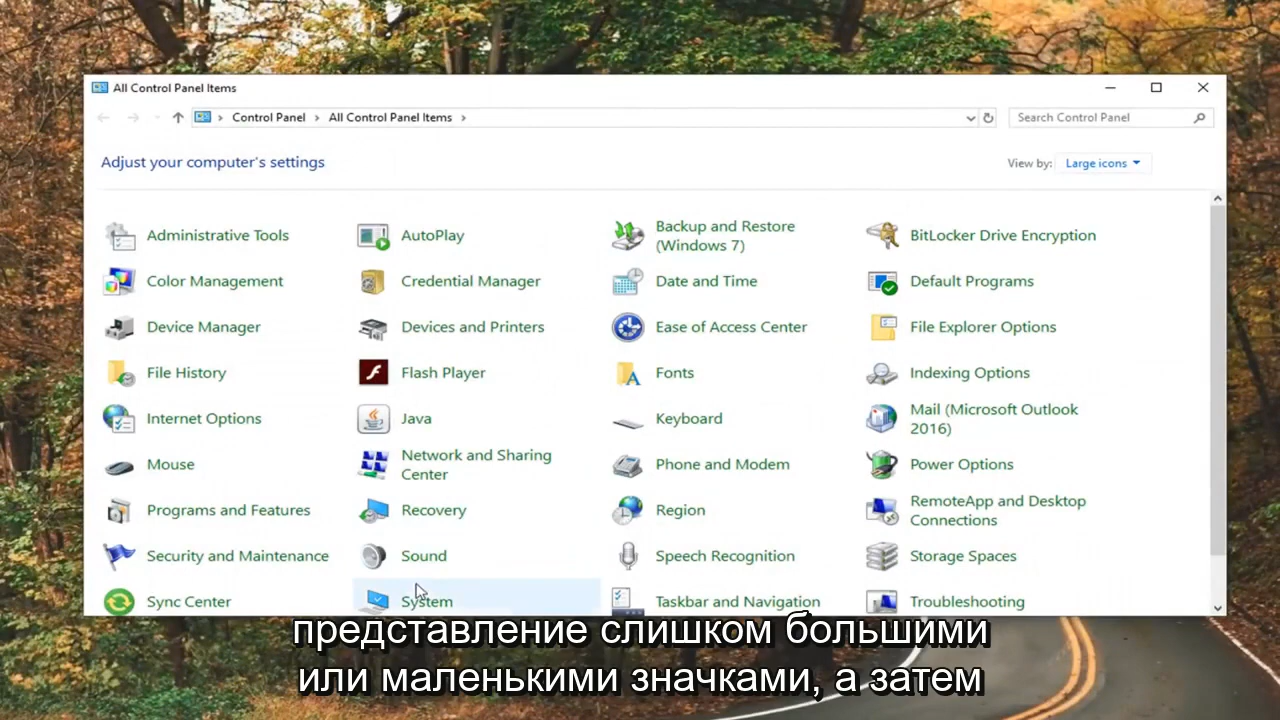 All Control Panel Items
Control Panel All Control Panel Items
Search Control Panel
Adjust your computer's settings
View by: Large icons
Administrative Tools
AutoPlay
Backup and Restore
(Windows 7)
BitLocker Drive Encryption
Color Management
Credential Manager
Date and Time
Default Programs
Device Manager
Devices and Printers
Ease of Access Center
File Explorer Options
File History
Flash Player
Fonts
Indexing Options
Internet Options
Java
Keyboard
Mail (Microsoft Outlook
2016)
Mouse
Network and Sharing
Center
Phone and Modem
Power Options
Programs and Features
Recovery
Region
RemoteApp and Desktop
Connections
Security and Maintenance
Sound
Speech Recognition
Storage Spaces
Sync Center
System
Taskbar and Navigation
Troubleshooting
представление слишком большими
или маленькими значками, а затем